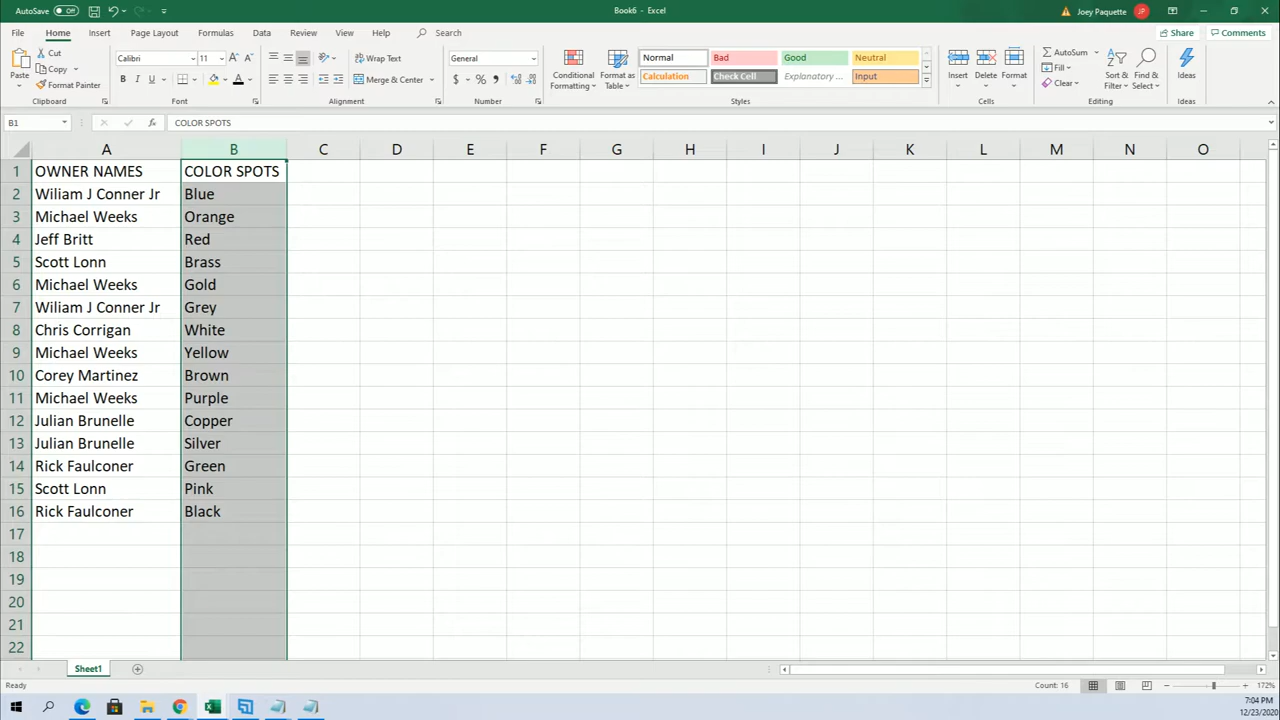 AutoSave Off Book6 - Excel Joey Paquette JP
File Home Insert Page Layout Formulas Data Review View Help Search Share Comments
Paste Cut Copy Format Painter Clipboard
Calibri 11 A A B I U A Font
Wrap Text Merge & Center Alignment
General $ % , Number
Conditional Formatting Format as Table
Normal Bad Good Neutral
Calculation Check Cell Explanatory ... Input
Styles
Insert Delete Format Cells
AutoSum Fill Clear Sort & Filter Find & Select Editing
Ideas Ideas
B1 fx COLOR SPOTS
A B C D E F G H I J K L M N O
1 OWNER NAMES COLOR SPOTS
2 Wiliam J Conner Jr Blue
3 Michael Weeks Orange
4 Jeff Britt Red
5 Scott Lonn Brass
6 Michael Weeks Gold
7 Wiliam J Conner Jr Grey
8 Chris Corrigan White
9 Michael Weeks Yellow
10 Corey Martinez Brown
11 Michael Weeks Purple
12 Julian Brunelle Copper
13 Julian Brunelle Silver
14 Rick Faulconer Green
15 Scott Lonn Pink
16 Rick Faulconer Black
17
18
19
20
21
22
Sheet1
Ready Count: 16 172%
7:04 PM
12/23/2020